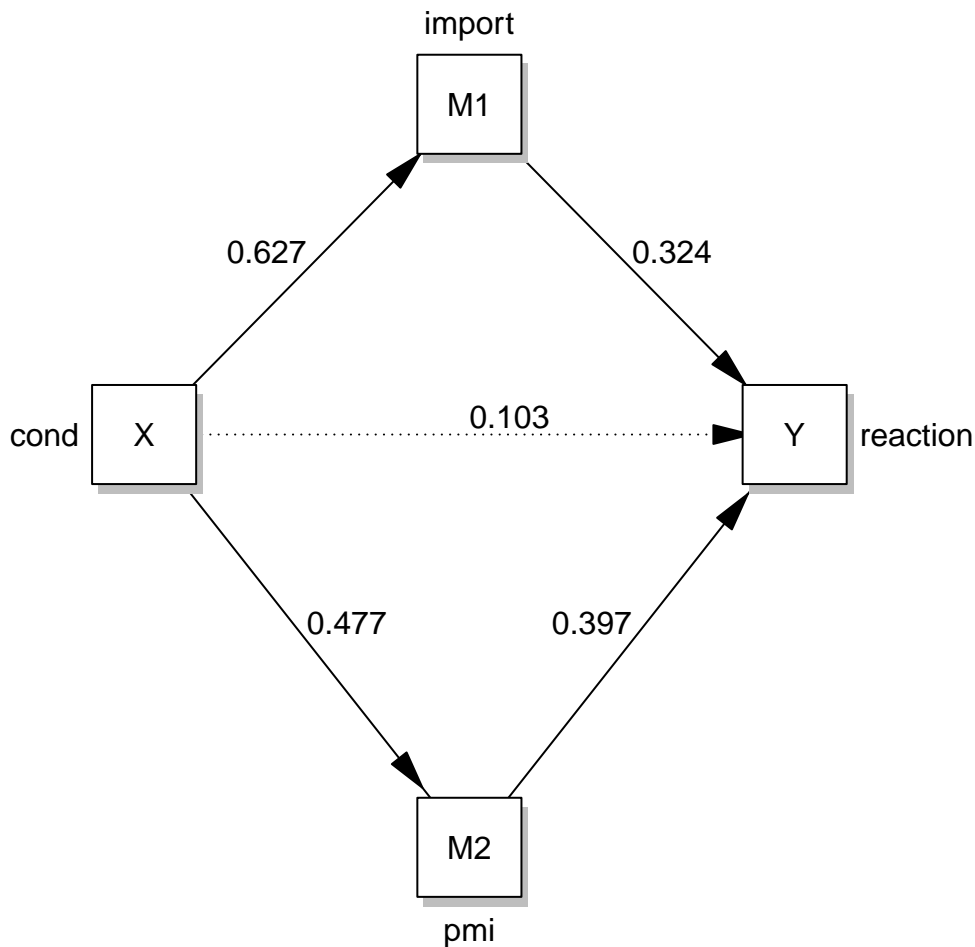 import
M1
0.627
0.324
cond
X
0.103
Y
reaction
0.477
0.397
M2
pmi